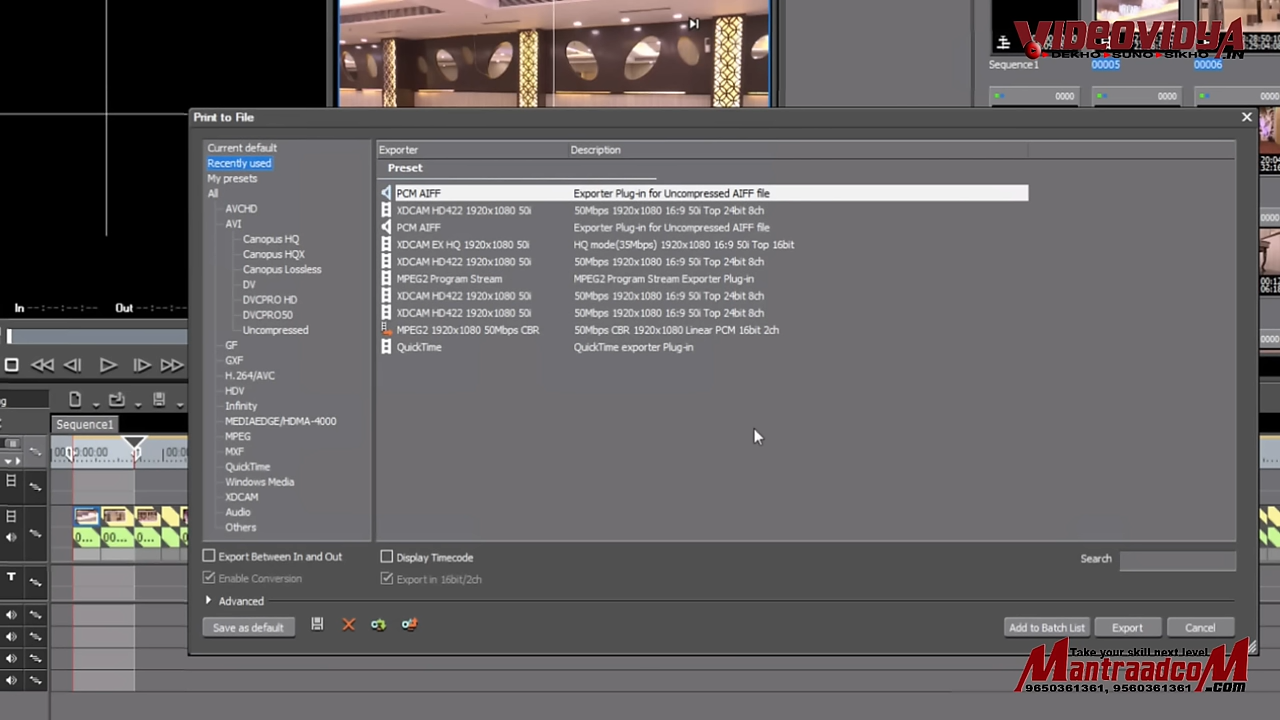 VIDEOVIDYA.IN
DEKHO•SUNO•SIKHO
Sequence1
00005
00006
0000
0000
0000
Print to File
Current default
Recently used
My presets
All
AVCHD
AVI
Canopus HQ
Canopus HQX
Canopus Lossless
DV
DVCPRO HD
DVCPRO50
Uncompressed
GF
GXF
H.264/AVC
HDV
Infinity
MEDIAEDGE/HDMA-4000
MPEG
MXF
QuickTime
Windows Media
XDCAM
Audio
Others
Exporter Description
Preset
PCM AIFF Exporter Plug-in for Uncompressed AIFF file
XDCAM HD422 1920x1080 50i 50Mbps 1920x1080 16:9 50i Top 24bit 8ch
PCM AIFF Exporter Plug-in for Uncompressed AIFF file
XDCAM EX HQ 1920x1080 50i HQ mode(35Mbps) 1920x1080 16:9 50i Top 16bit
XDCAM HD422 1920x1080 50i 50Mbps 1920x1080 16:9 50i Top 24bit 8ch
MPEG2 Program Stream MPEG2 Program Stream Exporter Plug-in
XDCAM HD422 1920x1080 50i 50Mbps 1920x1080 16:9 50i Top 24bit 8ch
XDCAM HD422 1920x1080 50i 50Mbps 1920x1080 16:9 50i Top 24bit 8ch
MPEG2 1920x1080 50Mbps CBR 50Mbps CBR 1920x1080 Linear PCM 16bit 2ch
QuickTime QuickTime exporter Plug-in
In --:--:--:-- Out --:--:--:--
Sequence1
Export Between In and Out
Display Timecode
Search
Enable Conversion
Export in 16bit/2ch
Advanced
Save as default
Add to Batch List
Export
Cancel
Take your skill next level
MantraadcoM
9650361361, 9560361361 .com